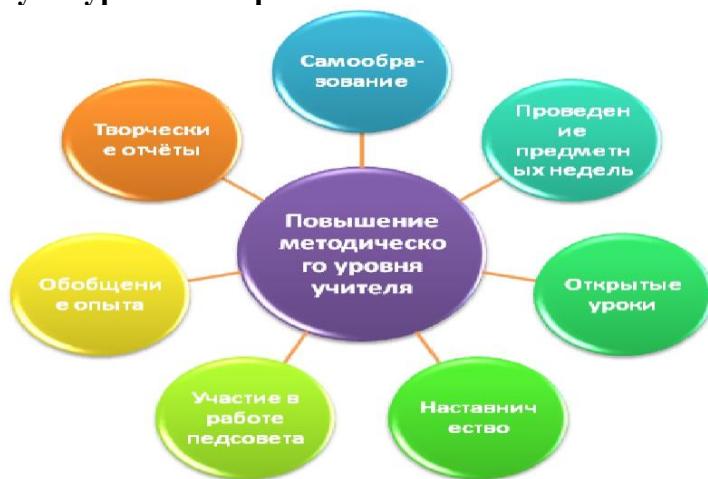 Самообра-
зование
Проведен
ие
предметн
ых недель
Открытые
уроки
Наставнич
ество
Участие в
работе
педсовета
Обобщени
е опыта
Творчески
е отчёты
Повышение
методическо
го уровня
учителя